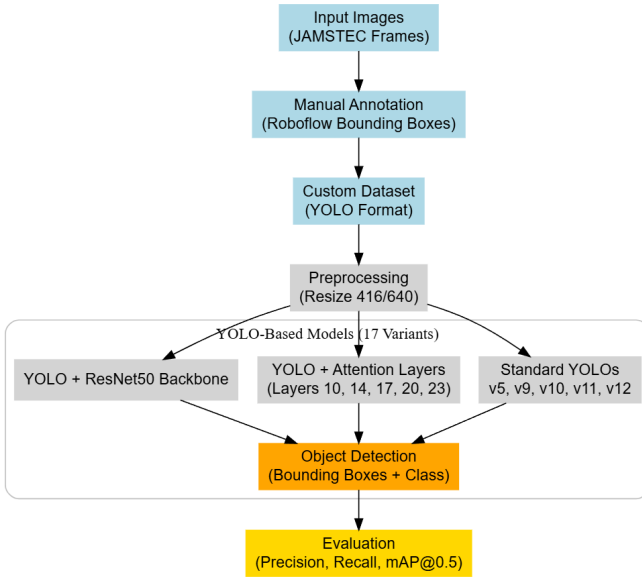 Input Images
(JAMSTEC Frames)
Manual Annotation
(Roboflow Bounding Boxes)
Custom Dataset
(YOLO Format)
Preprocessing
(Resize 416/640)
YOLO-Based Models (17 Variants)
YOLO + ResNet50 Backbone
YOLO + Attention Layers
(Layers 10, 14, 17, 20, 23)
Standard YOLOs
v5, v9, v10, v11, v12
Object Detection
(Bounding Boxes + Class)
Evaluation
(Precision, Recall, mAP@0.5)